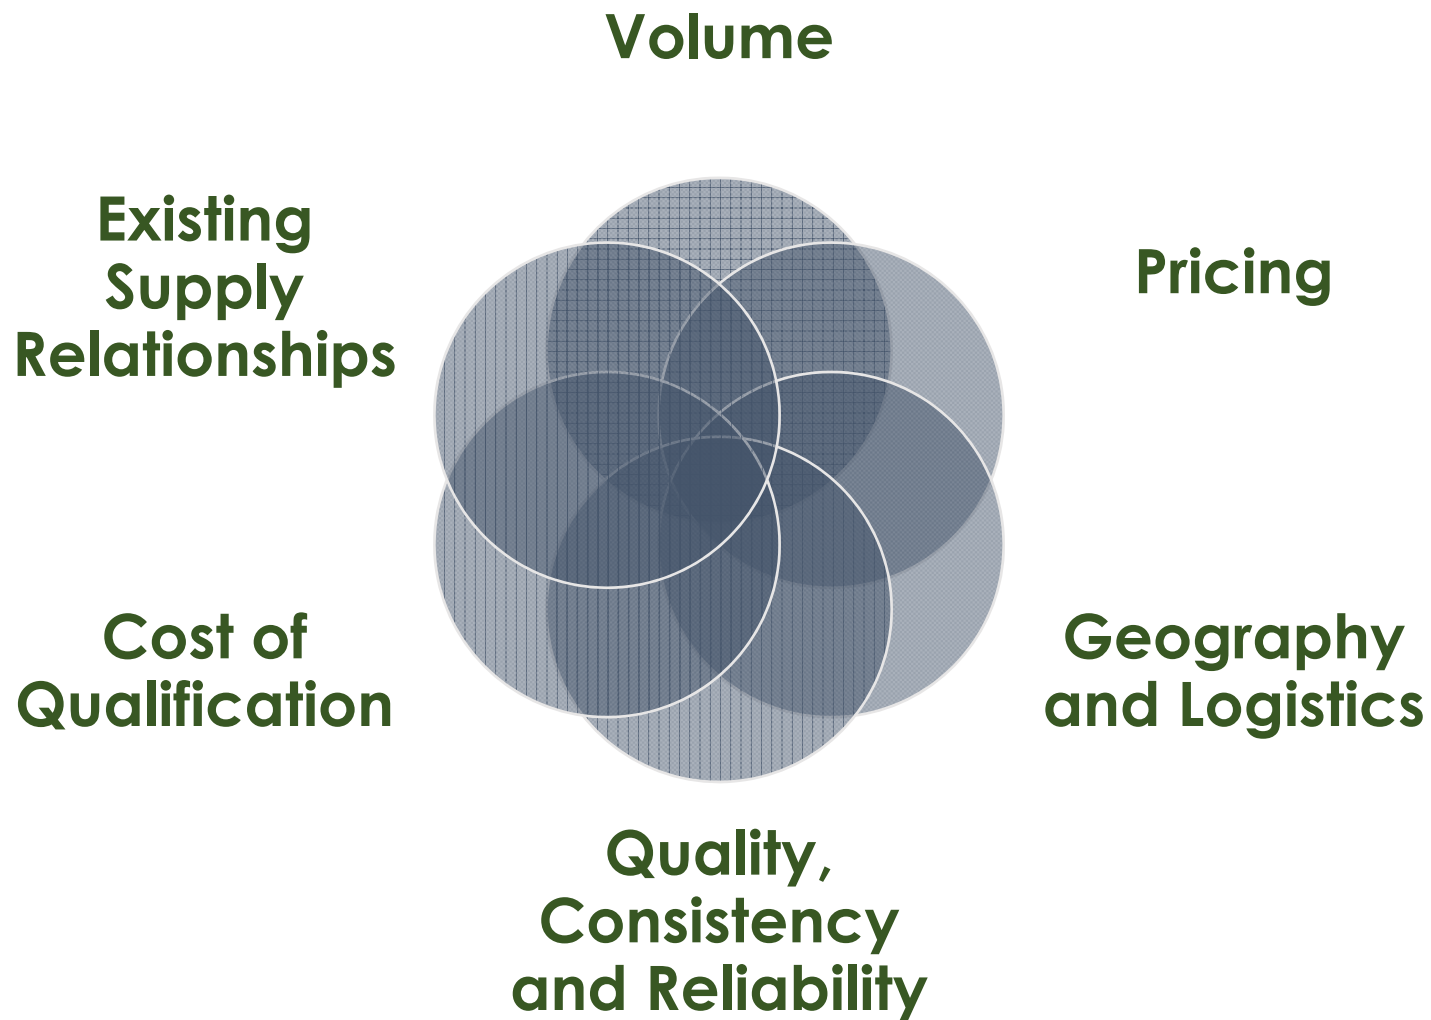 Volume
Existing
Supply
Relationships
Pricing
Cost of
Qualification
Geography
and Logistics
Quality,
Consistency
and Reliability